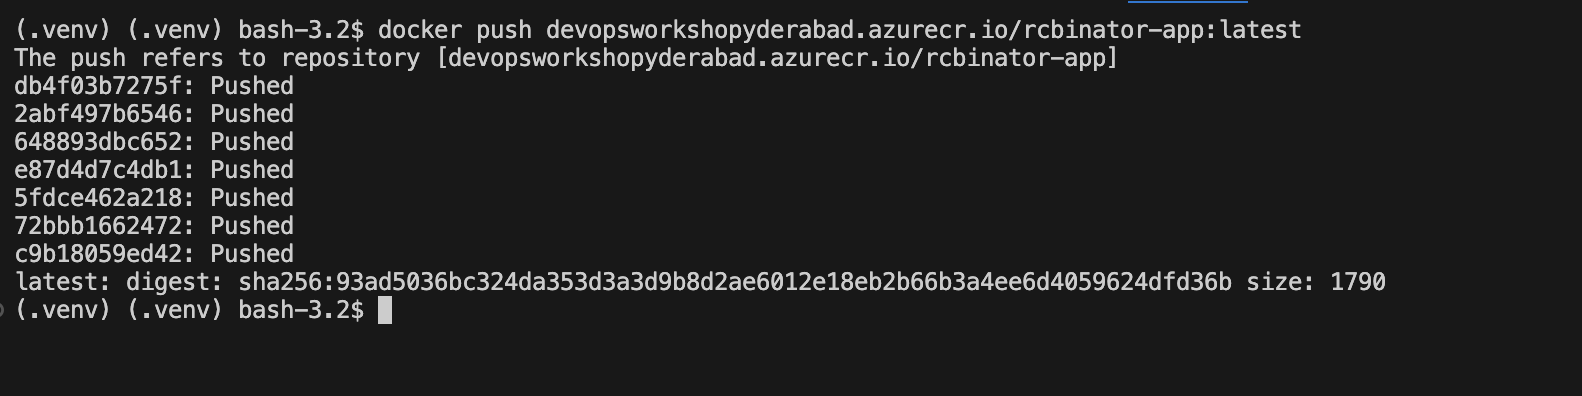 (.venv) (.venv) bash-3.2$ docker push devopsworkshopyderabad.azurecr.io/rcbinator-app:latest
The push refers to repository [devopsworkshopyderabad.azurecr.io/rcbinator-app]
db4f03b7275f: Pushed
2abf497b6546: Pushed
648893dbc652: Pushed
e87d4d7c4db1: Pushed
5fdce462a218: Pushed
72bbb1662472: Pushed
c9b18059ed42: Pushed
latest: digest: sha256:93ad5036bc324da353d3a3d9b8d2ae6012e18eb2b66b3a4ee6d4059624dfd36b size: 1790
(.venv) (.venv) bash-3.2$